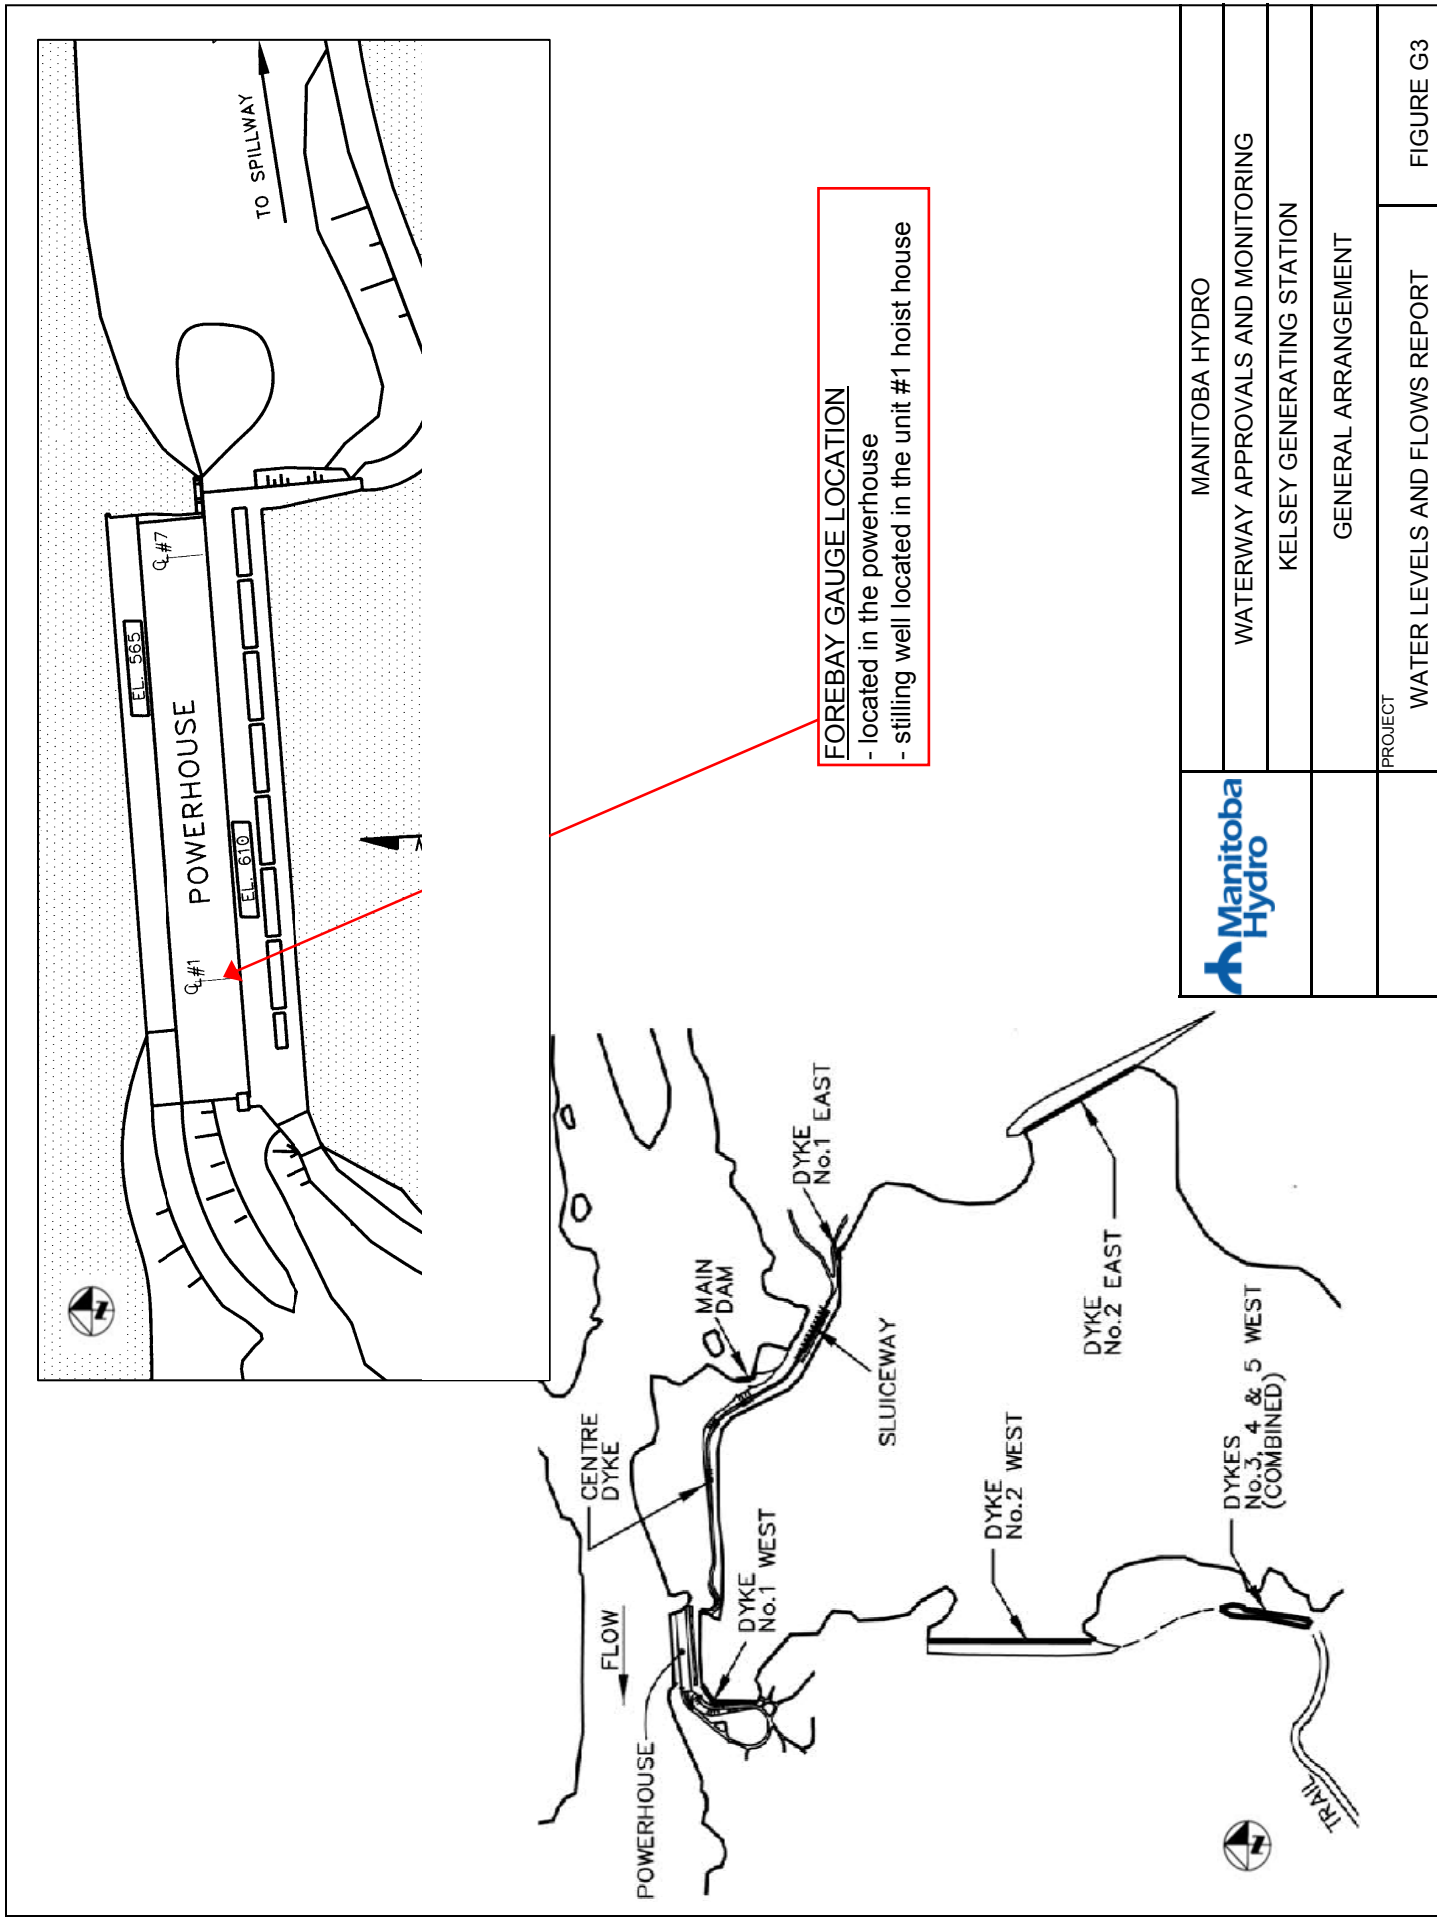 TO SPILLWAY
℄#7
EL. 565
POWERHOUSE
EL. 610
℄#1
FOREBAY GAUGE LOCATION
- located in the powerhouse
- stilling well located in the unit #1 hoist house
POWERHOUSE
FLOW
CENTRE
DYKE
DYKE
No.1 WEST
MAIN
DAM
DYKE
No.1 EAST
SLUICEWAY
DYKE
No.2 WEST
DYKE
No.2 EAST
DYKES
No.3, 4 & 5 WEST
(COMBINED)
TRAIL
Manitoba
Hydro
MANITOBA HYDRO
WATERWAY APPROVALS AND MONITORING
KELSEY GENERATING STATION
GENERAL ARRANGEMENT
PROJECT
WATER LEVELS AND FLOWS REPORT
FIGURE G3